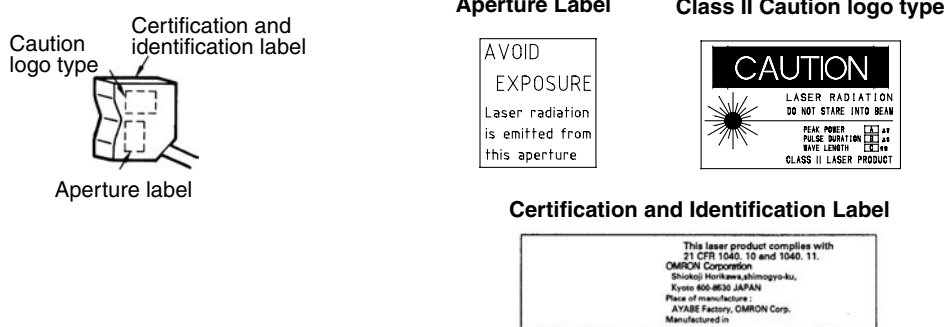 Caution
logo type
Certification and
identification label
Aperture label
Aperture Label
AVOID
EXPOSURE
Laser radiation
is emitted from
this aperture
Class II Caution logo type
CAUTION
LASER RADIATION
DO NOT STARE INTO BEAM
PEAK POWER A
PULSE DURATION B
WAVE LENGTH C
CLASS II LASER PRODUCT
Certification and Identification Label
This laser product complies with
21 CFR 1040. 10 and 1040. 11.
OMRON Corporation
Shiokoji Horikawa,shimogyo-ku,
Kyoto 600-8530 JAPAN
Place of manufacture :
AYABE Factory, OMRON Corp.
Manufactured in